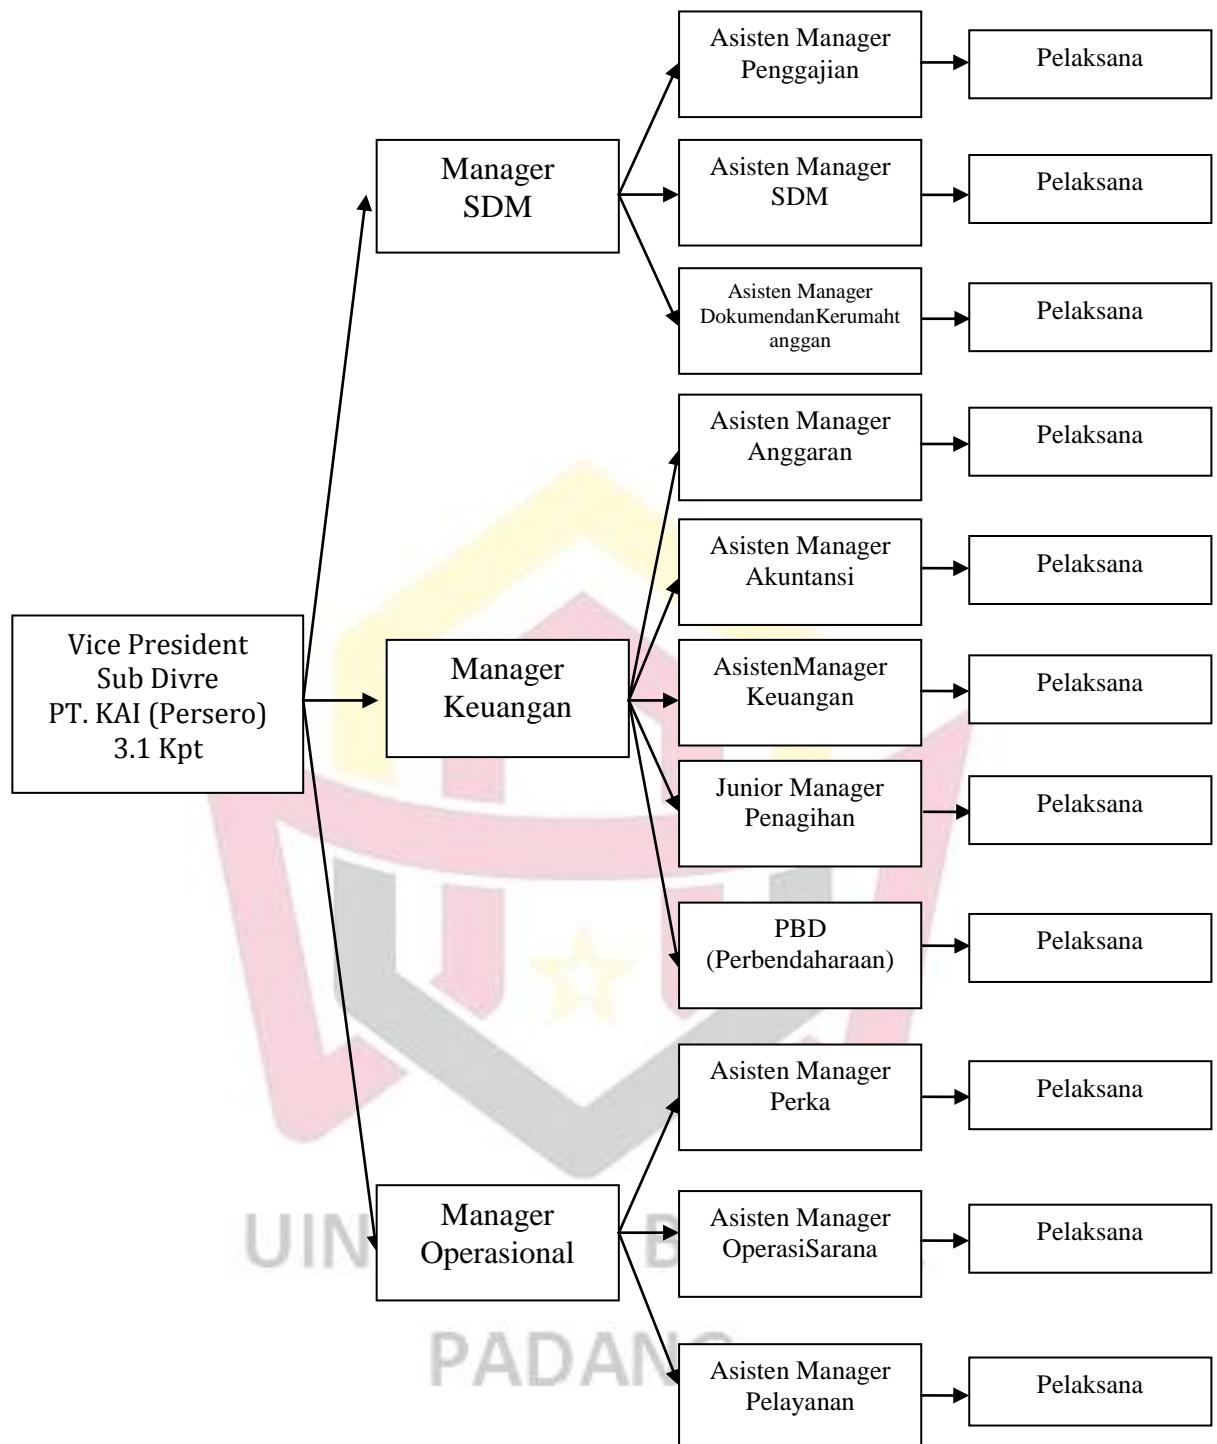 Asisten Manager
Penggajian
Pelaksana
Manager
SDM
Asisten Manager
SDM
Pelaksana
Asisten Manager
DokumendanKerumaht
anggan
Pelaksana
Asisten Manager
Anggaran
Pelaksana
Asisten Manager
Akuntansi
Pelaksana
Vice President
Sub Divre
PT. KAI (Persero)
3.1 Kpt
Manager
Keuangan
AsistenManager
Keuangan
Pelaksana
Junior Manager
Penagihan
Pelaksana
PBD
(Perbendaharaan)
Pelaksana
Asisten Manager
Perka
Pelaksana
Manager
Operasional
Asisten Manager
OperasiSarana
Pelaksana
Asisten Manager
Pelayanan
Pelaksana
UIN